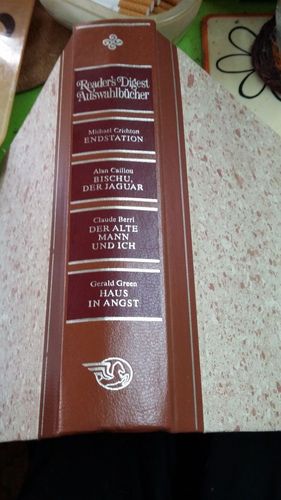 Reader's Digest
Auswahlbücher
Michael Crichton
ENDSTATION
Alan Caillou
BISCHU,
DER JAGUAR
Claude Berri
DER ALTE
MANN
UND ICH
Gerald Green
HAUS
IN ANGST